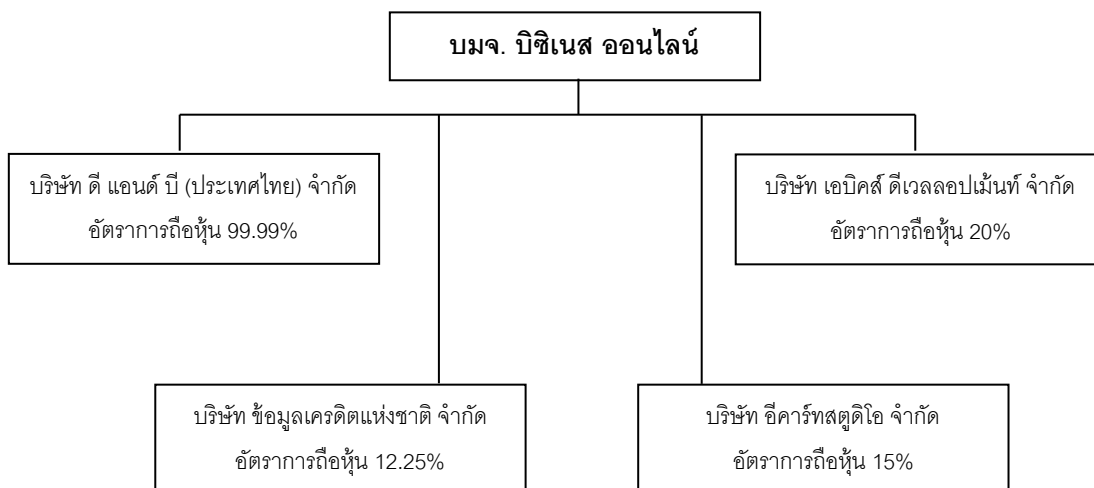 บมจ. บิซิเนส ออนไลน์
บริษัท ดี แอนด์ บี (ประเทศไทย) จำกัด
อัตราการถือหุ้น 99.99%
บริษัท เอบิคส์ ดีเวลลอปเม้นท์ จำกัด
อัตราการถือหุ้น 20%
บริษัท ข้อมูลเครดิตแห่งชาติ จำกัด
อัตราการถือหุ้น 12.25%
บริษัท อีคาร์ทสตูดิโอ จำกัด
อัตราการถือหุ้น 15%